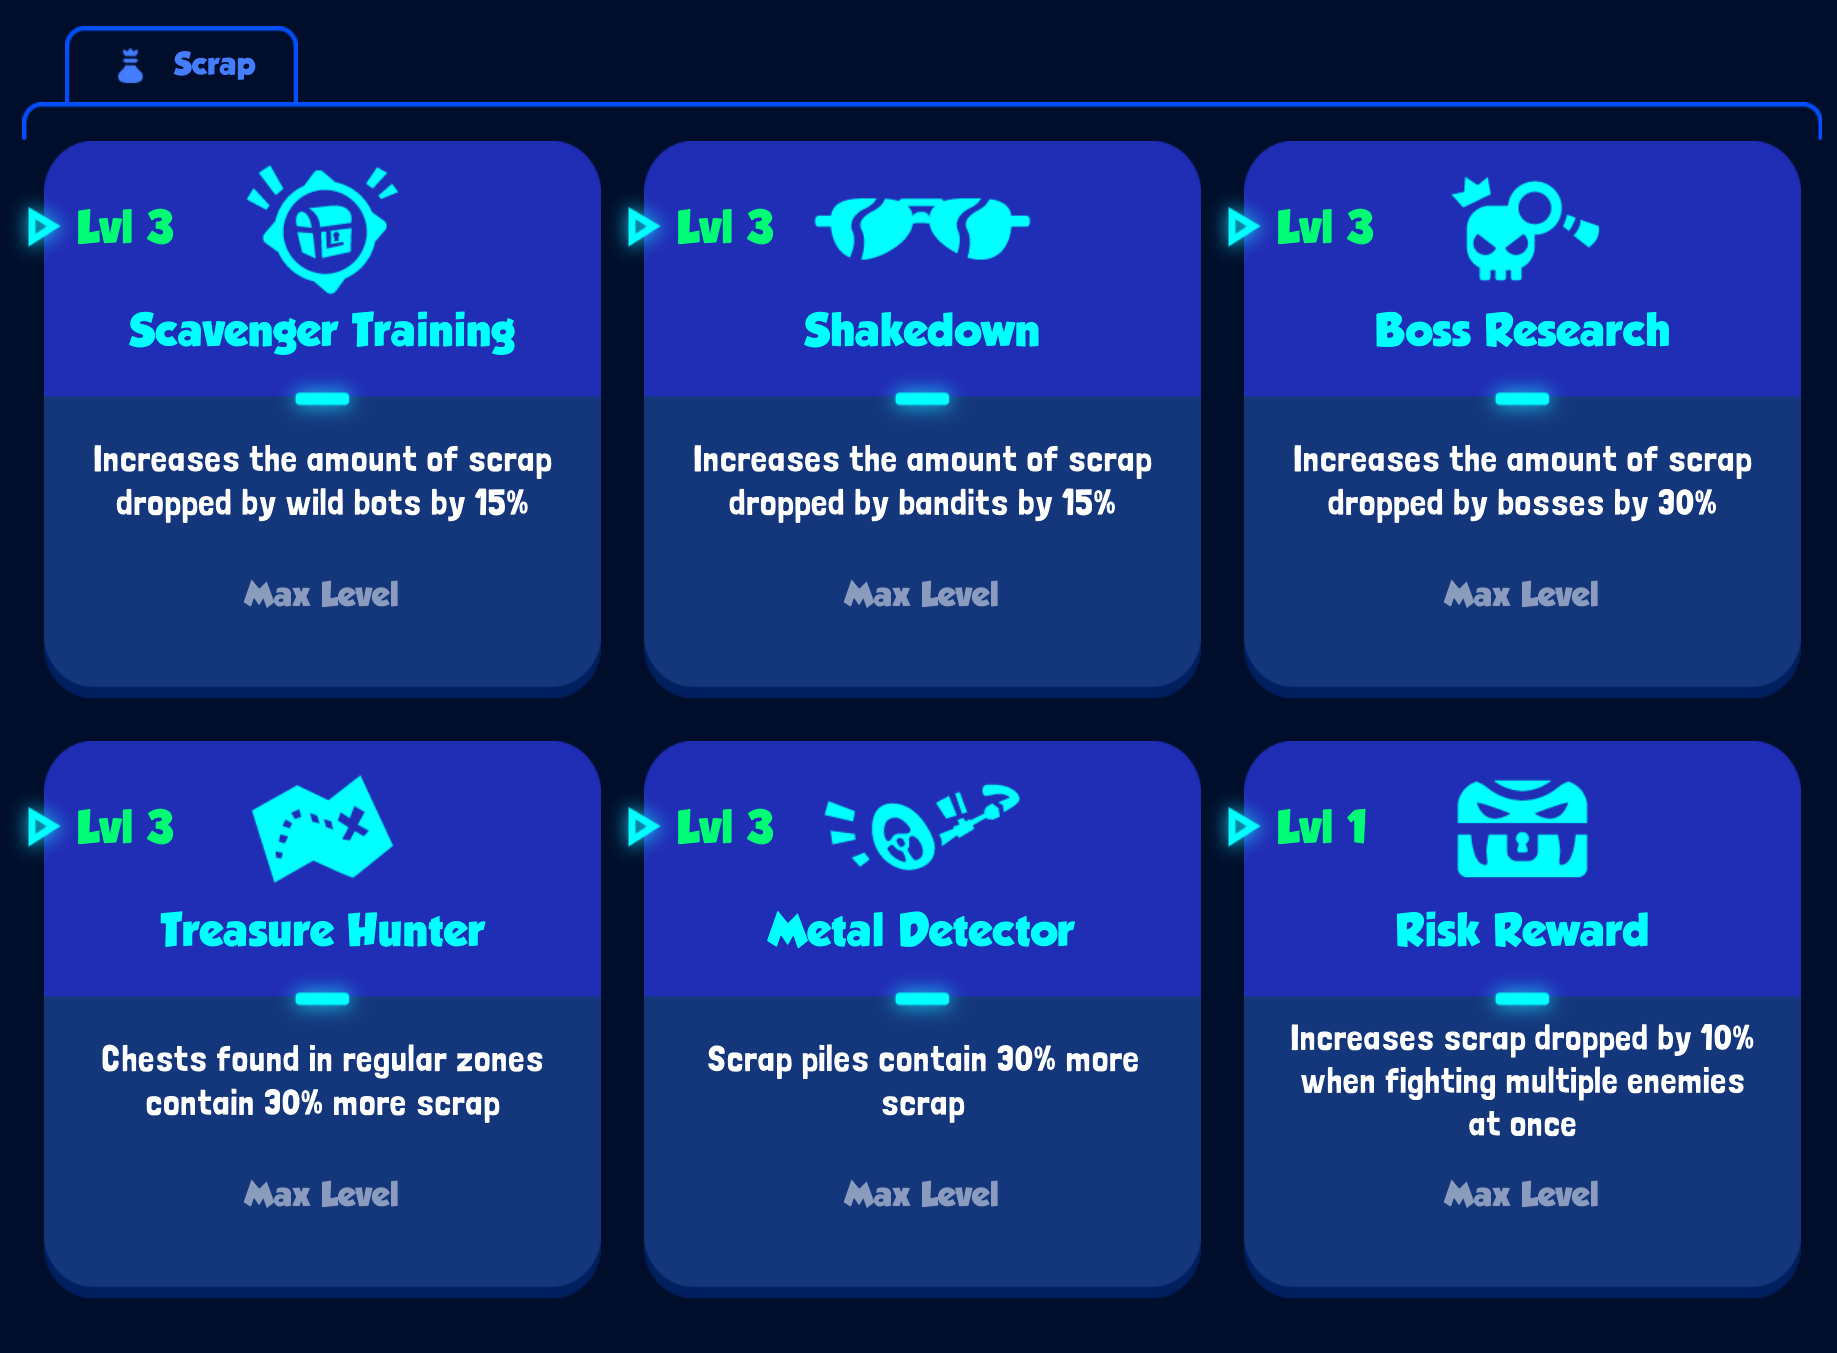 Scrap
Lvl 3
Scavenger Training
Increases the amount of scrap
dropped by wild bots by 15%
Max Level
Lvl 3
Shakedown
Increases the amount of scrap
dropped by bandits by 15%
Max Level
Lvl 3
Boss Research
Increases the amount of scrap
dropped by bosses by 30%
Max Level
Lvl 3
Treasure Hunter
Chests found in regular zones
contain 30% more scrap
Max Level
Lvl 3
Metal Detector
Scrap piles contain 30% more
scrap
Max Level
Lvl 1
Risk Reward
Increases scrap dropped by 10%
when fighting multiple enemies
at once
Max Level